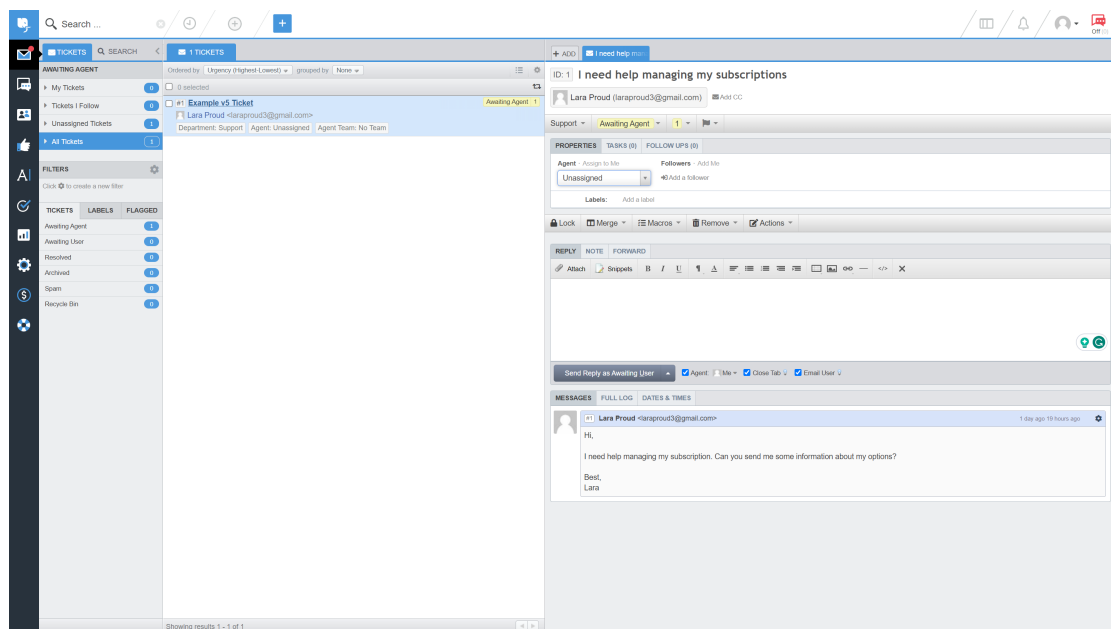 Search ...
Off (0)
TICKETS
SEARCH
AWAITING AGENT
My Tickets 0
Tickets I Follow 0
Unassigned Tickets 1
All Tickets 1
FILTERS
Click to create a new filter
TICKETS LABELS FLAGGED
Awaiting Agent 1
Awaiting User 0
Resolved 0
Archived 0
Spam 0
Recycle Bin 0
1 TICKETS
Ordered by Urgency (Highest-Lowest) grouped by None
0 selected
#1 Example v5 Ticket Awaiting Agent 1
Lara Proud <laraproud3@gmail.com>
Department: Support Agent: Unassigned Agent Team: No Team
Showing results 1 - 1 of 1
+ ADD I need help ma
ID: 1 I need help managing my subscriptions
Lara Proud (laraproud3@gmail.com) Add CC
Support Awaiting Agent 1
PROPERTIES TASKS (0) FOLLOW UPS (0)
Agent - Assign to Me Followers - Add Me
Unassigned Add a follower
Labels: Add a label
Lock Merge Macros Remove Actions
REPLY NOTE FORWARD
Attach Snippets B I U ¶ A
Send Reply as Awaiting User Agent: Me Close Tab Email User
MESSAGES FULL LOG DATES & TIMES
#1 Lara Proud <laraproud3@gmail.com> 1 day ago 19 hours ago
Hi,
I need help managing my subscription. Can you send me some information about my options?
Best,
Lara